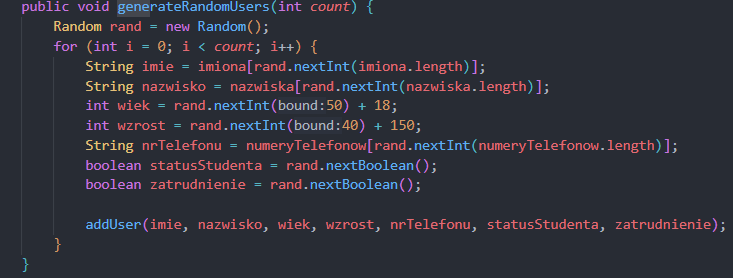 public void generateRandomUsers(int count) {
Random rand = new Random();
for (int i = 0; i < count; i++) {
String imie = imiona[rand.nextInt(imiona.length)];
String nazwisko = nazwiska[rand.nextInt(nazwiska.length)];
int wiek = rand.nextInt(bound:50) + 18;
int wzrost = rand.nextInt(bound:40) + 150;
String nrTelefonu = numeryTelefonow[rand.nextInt(numeryTelefonow.length)];
boolean statusStudenta = rand.nextBoolean();
boolean zatrudnienie = rand.nextBoolean();
addUser(imie, nazwisko, wiek, wzrost, nrTelefonu, statusStudenta, zatrudnienie);
}
}